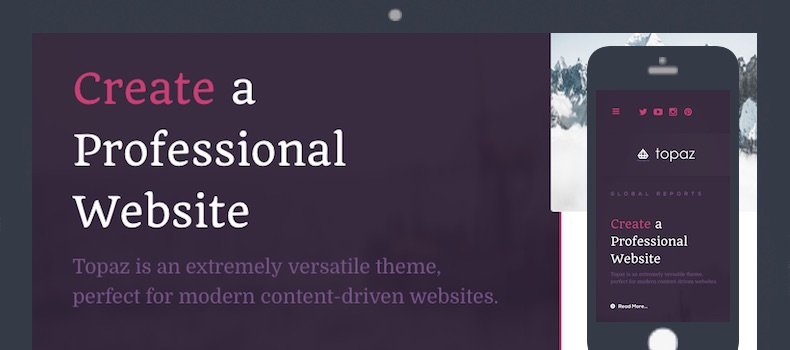 Create a
Professional
Website
Topaz is an extremely versatile theme,
perfect for modern content-driven websites.
topaz
GLOBAL REPORTS
Create a
Professional
Website
Topaz is an extremely versatile theme,
perfect for modern content-driven websites.
Read More...